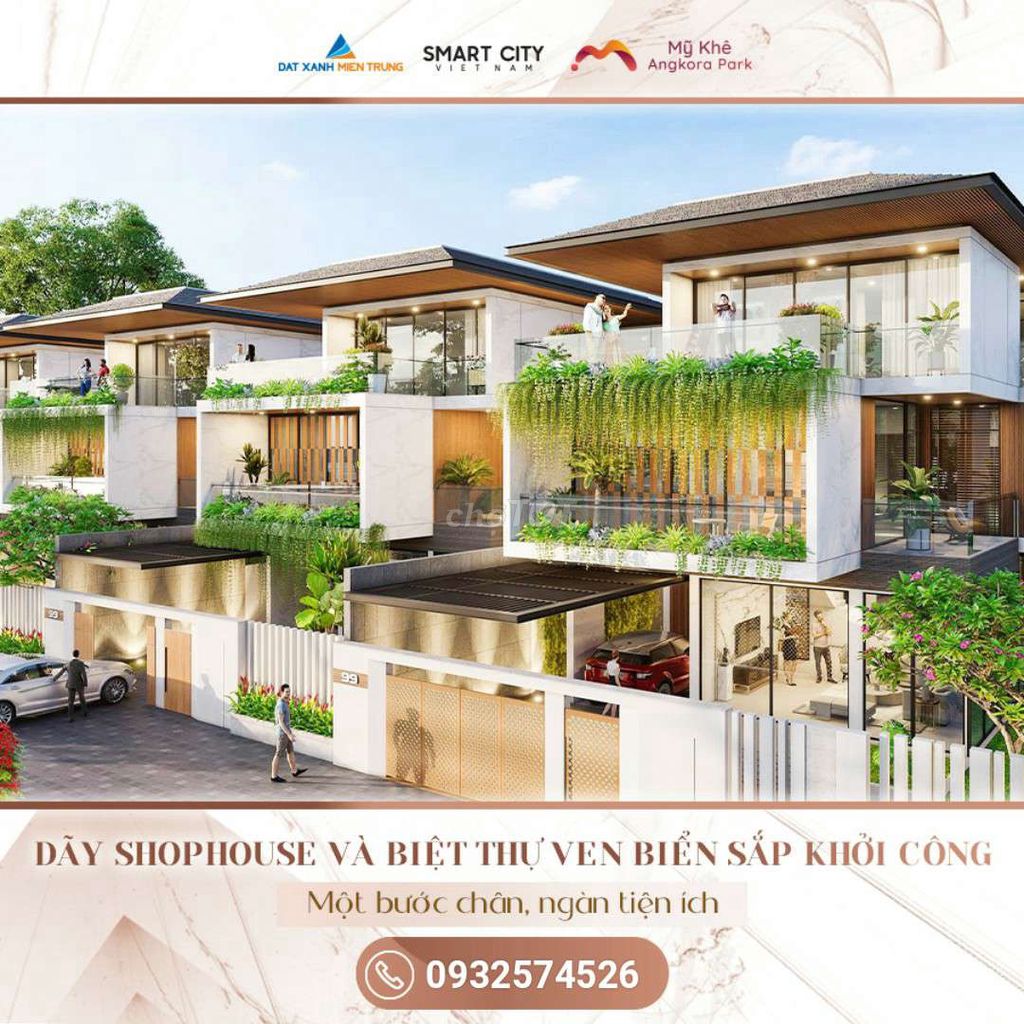 DAT XANH MIEN TRUNG
SMART CITY
VIET NAM
Mỹ Khê
Angkora Park
99
99
DÃY SHOPHOUSE VÀ BIỆT THỰ VEN BIỂN SẮP KHỞI CÔNG
Một bước chân, ngàn tiện ích
0932574526